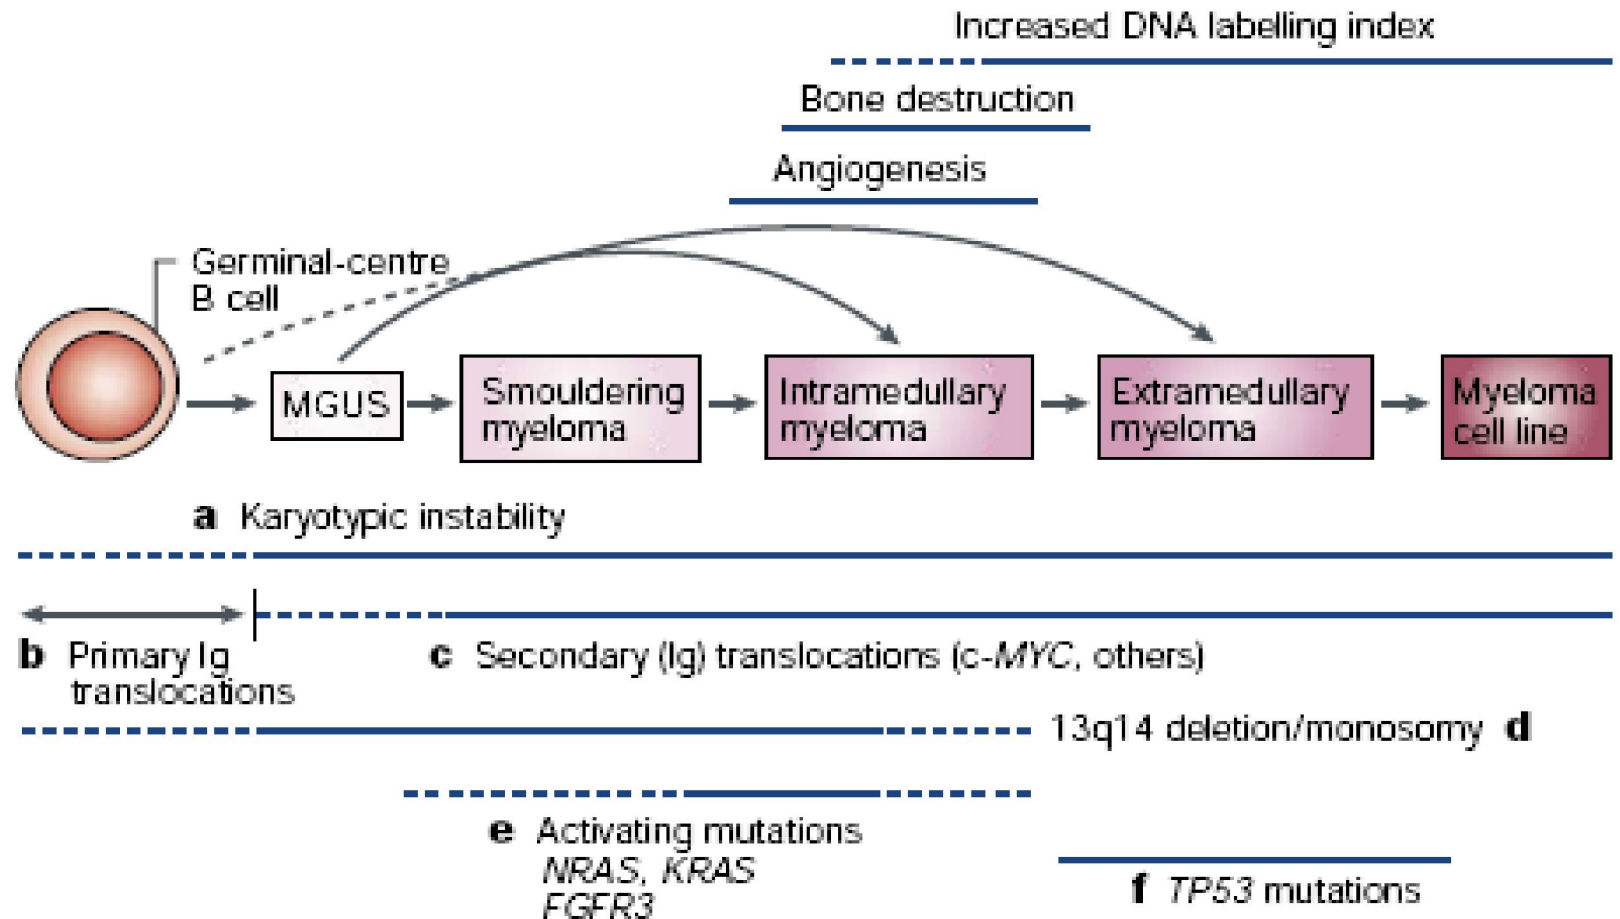 Increased DNA labelling index
Bone destruction
Angiogenesis
Germinal-centre
B cell
MGUS
Smouldering
myeloma
Intramedullary
myeloma
Extramedullary
myeloma
Myeloma
cell line
a Karyotypic instability
b Primary Ig
translocations
c Secondary (Ig) translocations (c-MYC, others)
13q14 deletion/monosomy d
e Activating mutations
NRAS, KRAS
FGFR3
f TP53 mutations